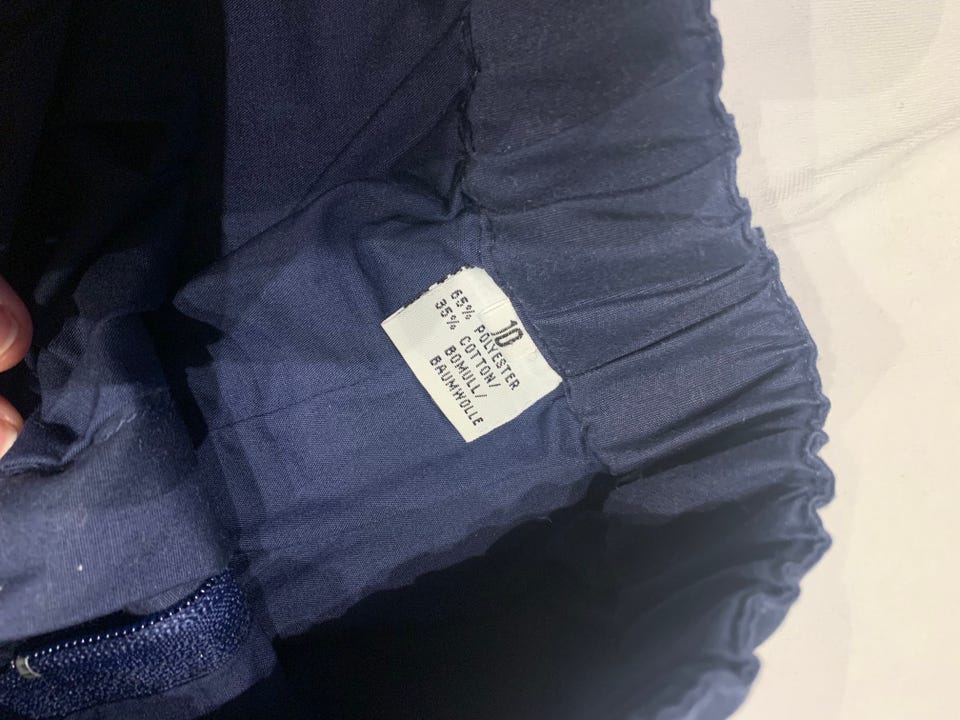 10
65% POLYESTER
35% COTTON/
BOMULL/
BAUMWOLLE